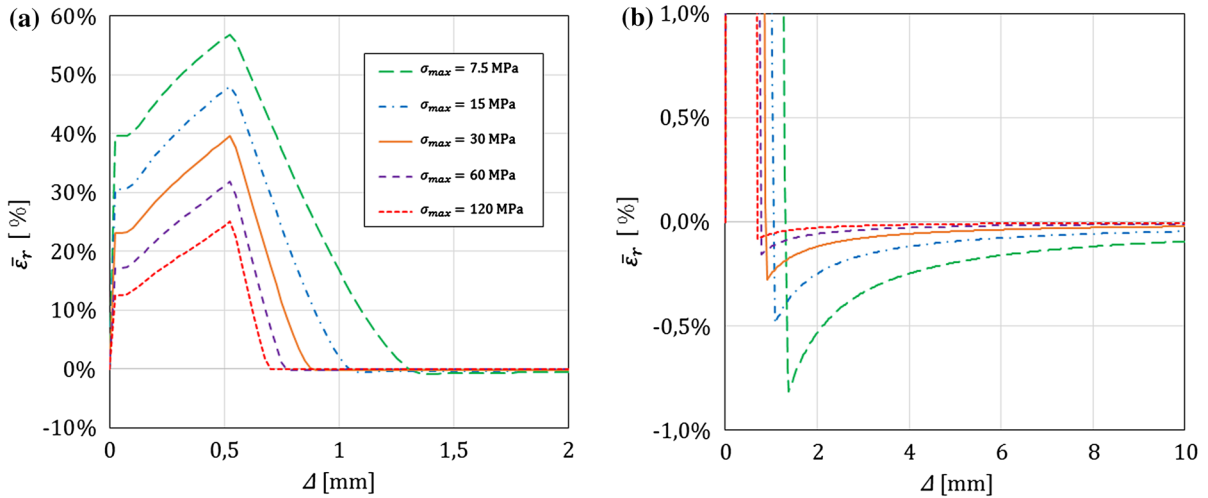 (a)
60%
50%
40%
30%
20%
10%
0%
-10%
ε̄r [ %]
σmax = 7.5 MPa
σmax = 15 MPa
σmax = 30 MPa
σmax = 60 MPa
σmax = 120 MPa
0 0,5 1 1,5 2
Δ [mm]
(b)
1,0%
0,5%
0,0%
-0,5%
-1,0%
ε̄r [ %]
0 2 4 6 8 10
Δ [mm]